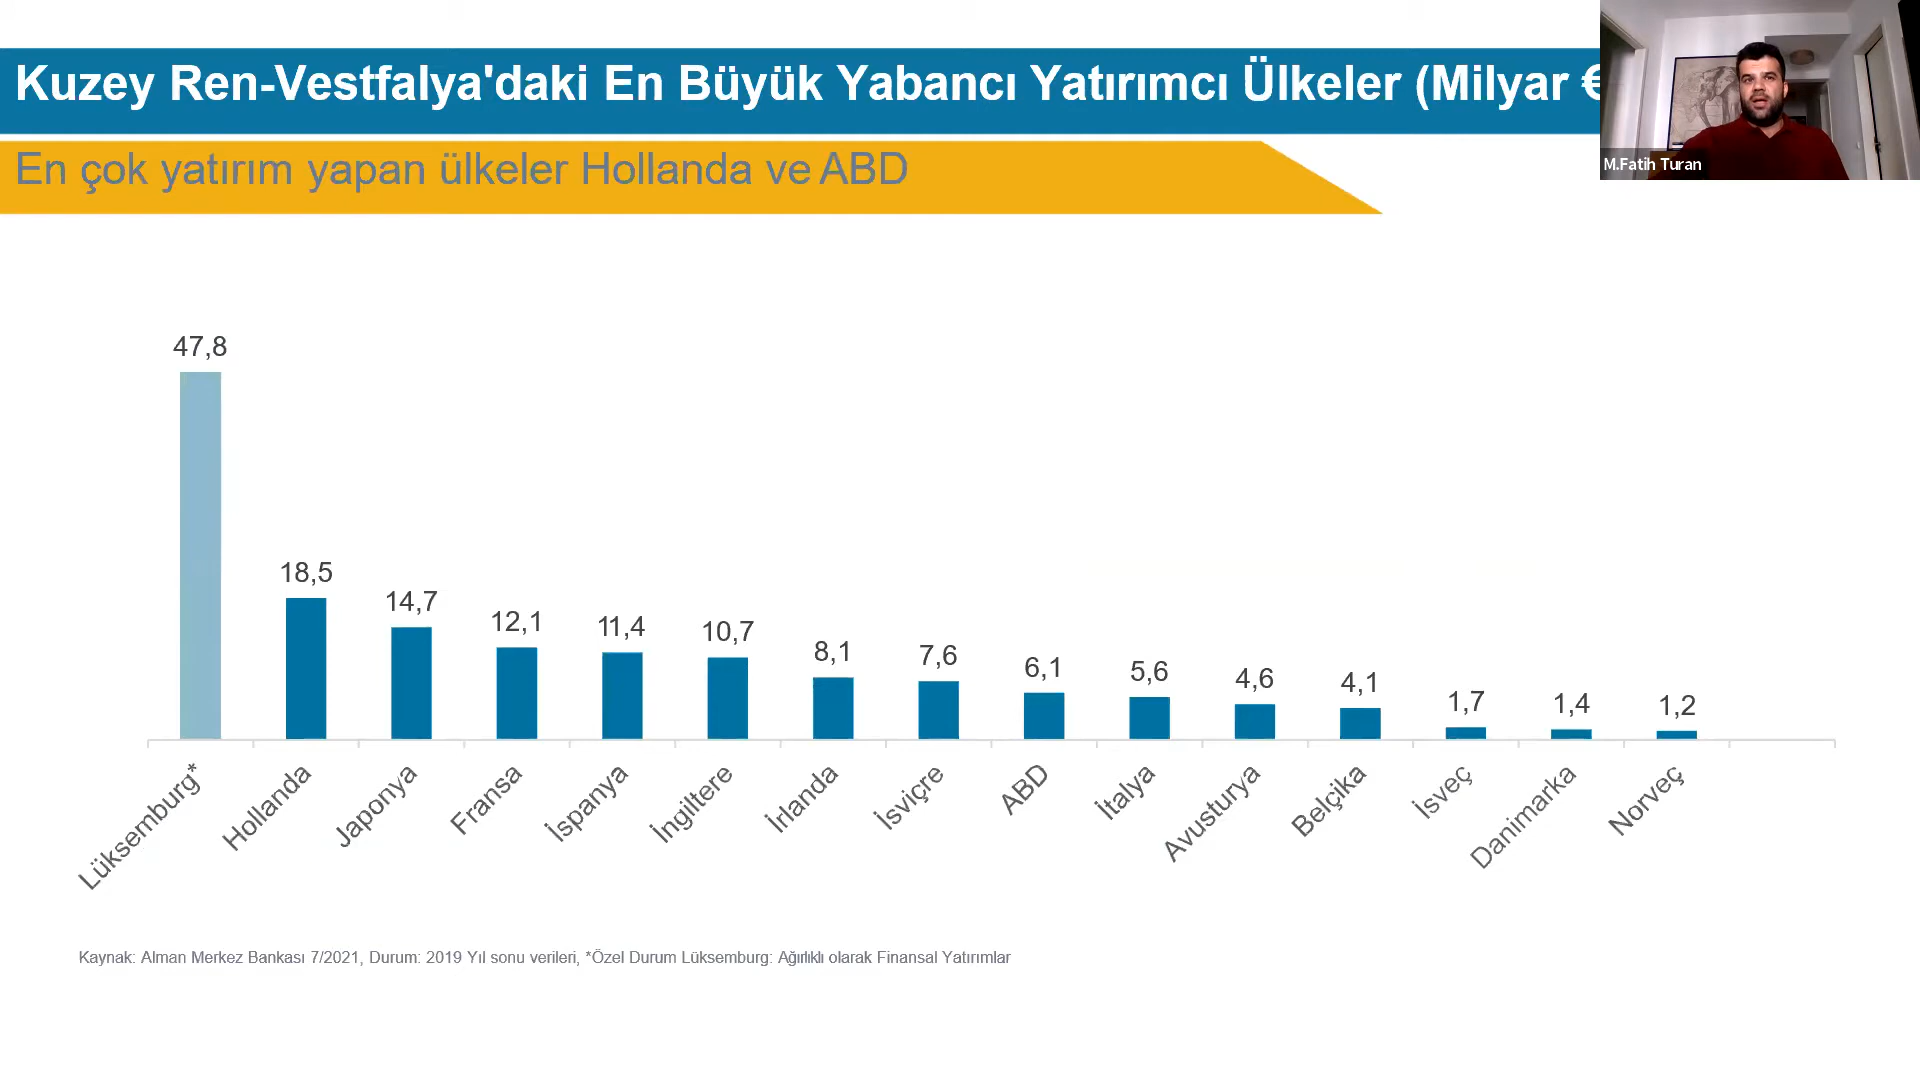 Kuzey Ren-Vestfalya'daki En Büyük Yabancı Yatırımcı Ülkeler (Milyar €
M.Fatih Turan
En çok yatırım yapan ülkeler Hollanda ve ABD
47,8
18,5
14,7
12,1
11,4
10,7
8,1
7,6
6,1
5,6
4,6
4,1
1,7
1,4
1,2
Lüksemburg*
Hollanda
Japonya
Fransa
İspanya
İngiltere
İrlanda
İsviçre
ABD
İtalya
Avusturya
Belçika
İsveç
Danimarka
Norveç
Kaynak: Alman Merkez Bankası 7/2021, Durum: 2019 Yıl sonu verileri, *Özel Durum Lüksemburg: Ağırlıklı olarak Finansal Yatırımlar